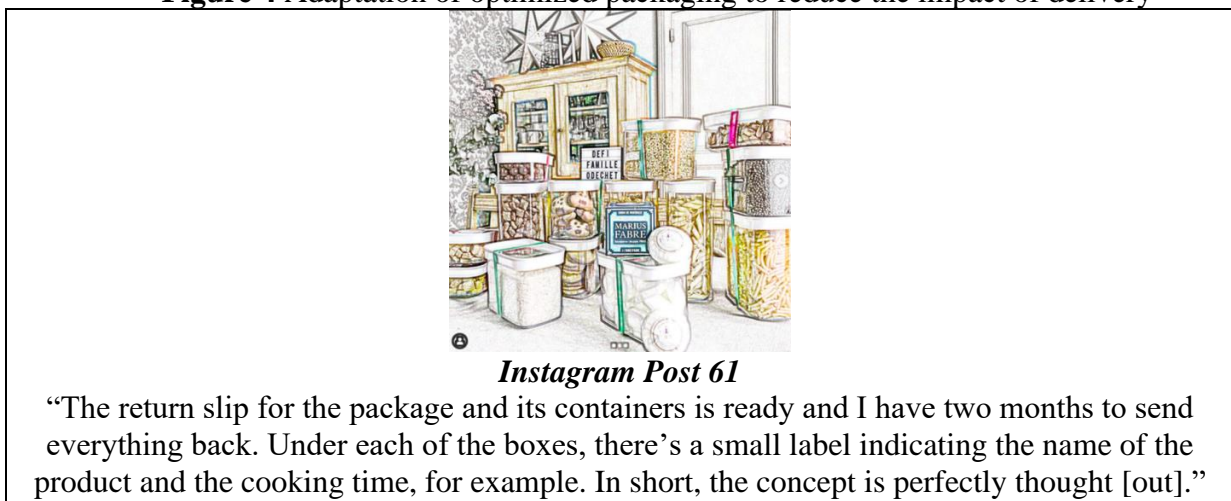 Figure 4 Adaptation of optimized packaging to reduce the impact of delivery
DEFI
FAMILLE
0DECHET
MARIUS
FABRE
Instagram Post 61
“The return slip for the package and its containers is ready and I have two months to send
everything back. Under each of the boxes, there’s a small label indicating the name of the
product and the cooking time, for example. In short, the concept is perfectly thought [out].”